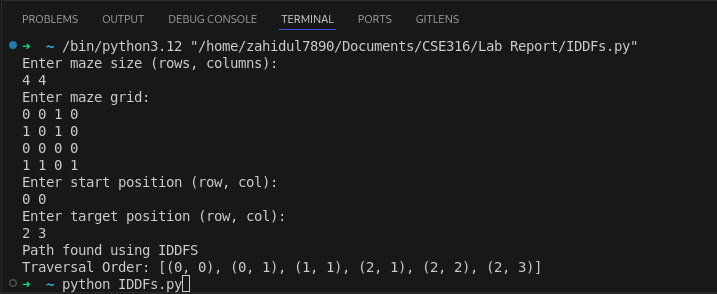 PROBLEMS OUTPUT DEBUG CONSOLE TERMINAL PORTS GITLENS
➜ ~ /bin/python3.12 "/home/zahidul7890/Documents/CSE316/Lab Report/IDDFs.py"
Enter maze size (rows, columns):
4 4
Enter maze grid:
0 0 1 0
1 0 1 0
0 0 0 0
1 1 0 1
Enter start position (row, col):
0 0
Enter target position (row, col):
2 3
Path found using IDDFS
Traversal Order: [(0, 0), (0, 1), (1, 1), (2, 1), (2, 2), (2, 3)]
➜ ~ python IDDFs.py